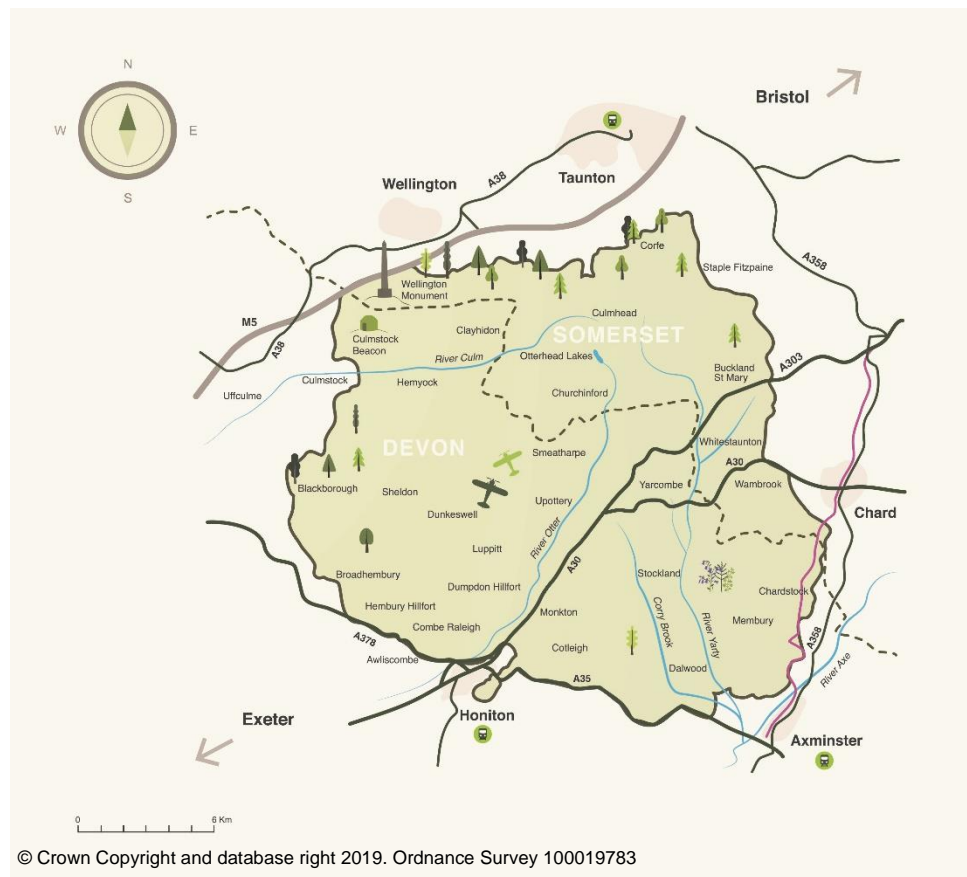 N
W
E
S
Bristol
Wellington
A38
Taunton
Corfe
Staple Fitzpaine
A358
Wellington
Monument
M5
A38
Culmstock
Beacon
Clayhidon
Culmhead
SOMERSET
River Culm
Otterhead Lakes
Buckland
St Mary
A303
Culmstock
Hemyock
Uffculme
Churchinford
DEVON
Smeatharpe
Whitestaunton
A30
Blackborough
Sheldon
Yarcombe
Wambrook
Dunkeswell
Upottery
Chard
Luppitt
River Otter
A30
Broadhembury
Dumpdon Hillfort
Stockland
Chardstock
Hembury Hillfort
Monkton
Corry Brook
River Yarty
Membury
Combe Raleigh
A378
Awliscombe
Cotleigh
Dalwood
A358
River Axe
A35
Exeter
Honiton
Axminster
0
6 Km
© Crown Copyright and database right 2019. Ordnance Survey 100019783